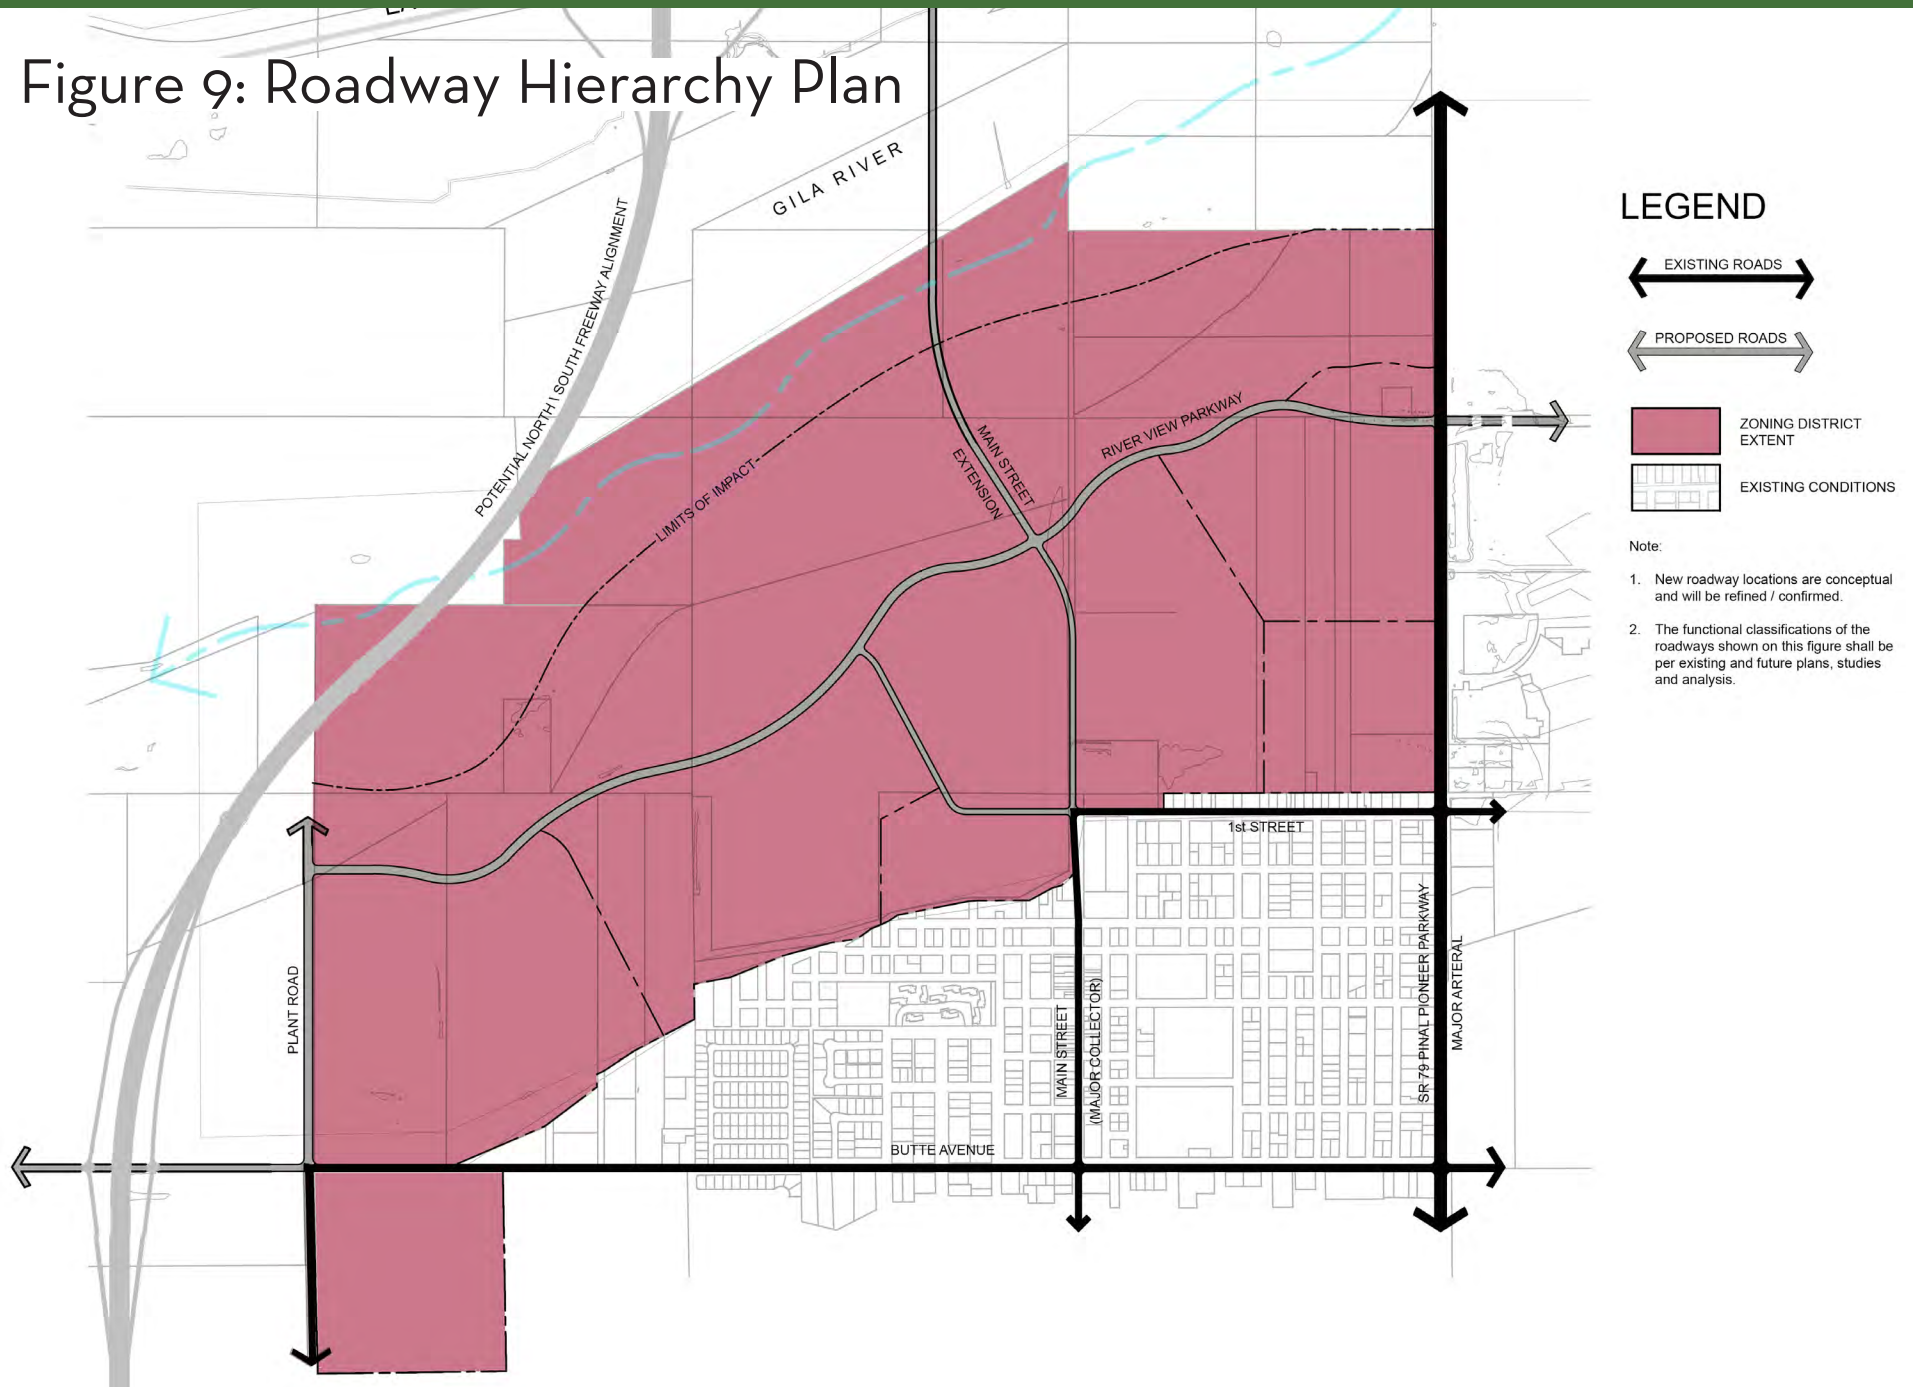 Figure 9: Roadway Hierarchy Plan
GILA RIVER
POTENTIAL NORTH \ SOUTH FREEWAY ALIGNMENT
LIMITS OF IMPACT
MAIN STREET
EXTENSION
RIVER VIEW PARKWAY
1st STREET
PLANT ROAD
MAIN STREET
(MAJOR COLLECTOR)
SR 79 PINAL PIONEER PARKWAY
MAJOR ARTERAL
BUTTE AVENUE
LEGEND
EXISTING ROADS
PROPOSED ROADS
ZONING DISTRICT
EXTENT
EXISTING CONDITIONS
Note:
1. New roadway locations are conceptual
and will be refined / confirmed.
2. The functional classifications of the
roadways shown on this figure shall be
per existing and future plans, studies
and analysis.